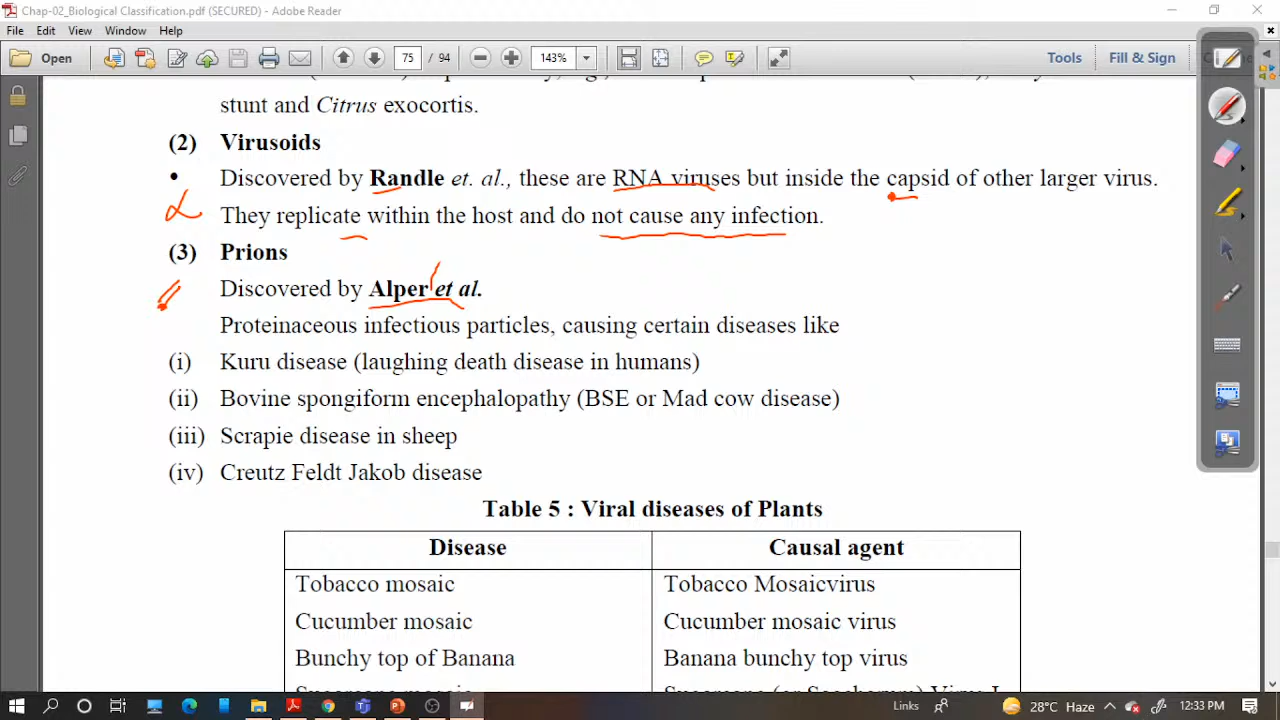 Chap-02_Biological Classification.pdf (SECURED) - Adobe Reader
File Edit View Window Help
Open 75 / 94 143% Tools Fill & Sign
stunt and Citrus exocortis.
(2) Virusoids
• Discovered by Randle et. al., these are RNA viruses but inside the capsid of other larger virus.
They replicate within the host and do not cause any infection.
(3) Prions
Discovered by Alper et al.
Proteinaceous infectious particles, causing certain diseases like
(i) Kuru disease (laughing death disease in humans)
(ii) Bovine spongiform encephalopathy (BSE or Mad cow disease)
(iii) Scrapie disease in sheep
(iv) Creutz Feldt Jakob disease
Table 5 : Viral diseases of Plants
Disease Causal agent
Tobacco mosaic Tobacco Mosaicvirus
Cucumber mosaic Cucumber mosaic virus
Bunchy top of Banana Banana bunchy top virus
Links 28°C Haze 12:33 PM